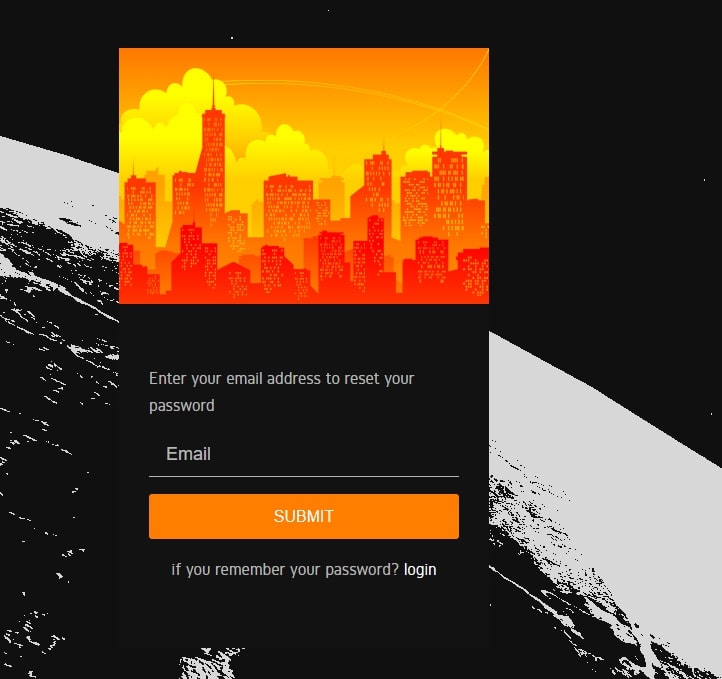 Enter your email address to reset your
password
Email
SUBMIT
if you remember your password? login